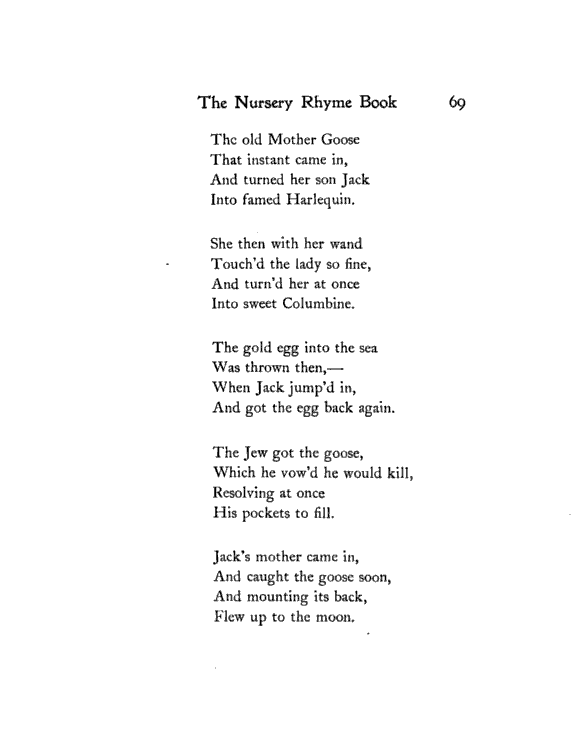 The Nursery Rhyme Book 69
The old Mother Goose
That instant came in,
And turned her son Jack
Into famed Harlequin.
She then with her wand
Touch'd the lady so fine,
And turn'd her at once
Into sweet Columbine.
The gold egg into the sea
Was thrown then,—
When Jack jump'd in,
And got the egg back again.
The Jew got the goose,
Which he vow'd he would kill,
Resolving at once
His pockets to fill.
Jack's mother came in,
And caught the goose soon,
And mounting its back,
Flew up to the moon.